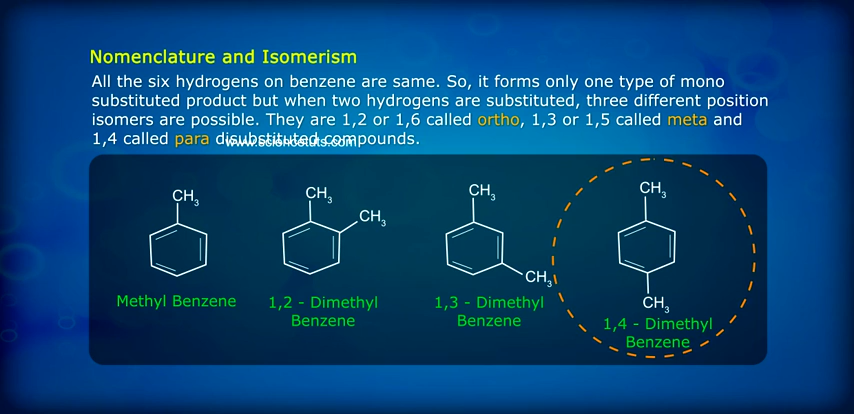 Nomenclature and Isomerism
All the six hydrogens on benzene are same. So, it forms only one type of mono
substituted product but when two hydrogens are substituted, three different position
isomers are possible. They are 1,2 or 1,6 called ortho, 1,3 or 1,5 called meta and
1,4 called para disubstituted compounds.
www.sciencetuts.com
CH3
CH3
CH3
CH3
CH3
CH3
CH3
Methyl Benzene
1,2 - Dimethyl
Benzene
1,3 - Dimethyl
Benzene
1,4 - Dimethyl
Benzene